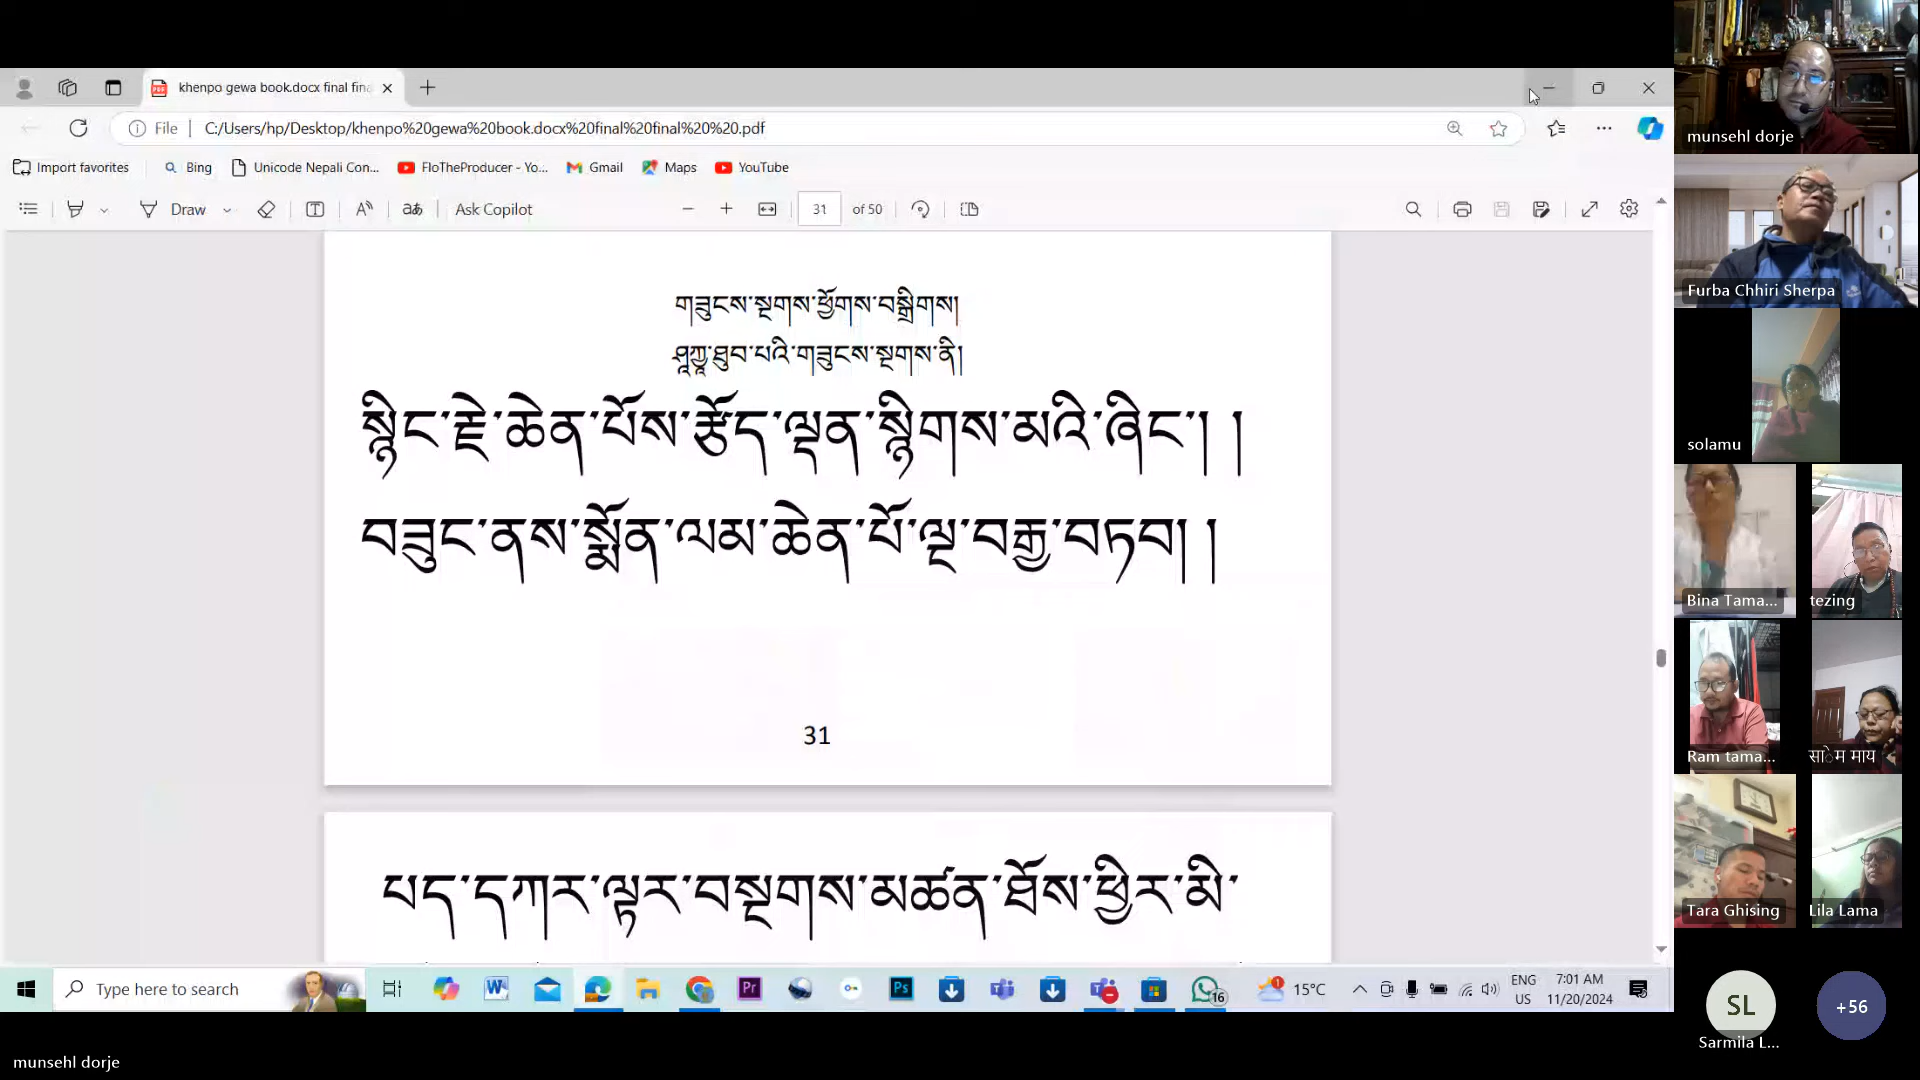 khenpo gewa book.docx final fin
File
C:/Users/hp/Desktop/khenpo%20gewa%20book.docx%20final%20final%20%20.pdf
Import favorites
Bing
Unicode Nepali Con...
FloTheProducer - Yo...
Gmail
Maps
YouTube
Draw
Ask Copilot
31 of 50
གཟུངས་སྔགས་ཕྱོགས་བསྒྲིགས།
ཤཱཀྱ་ཐུབ་པའི་གཟུངས་སྔགས་ནི།
སྙིང་རྗེ་ཆེན་པོས་རྩོད་ལྡན་སྙིགས་མའི་ཞིང་། །
བཟུང་ནས་སྨོན་ལམ་ཆེན་པོ་ལྔ་བརྒྱ་བཏབ། །
31
པད་དཀར་ལྟར་བསྔགས་མཚན་ཐོས་ཕྱིར་མི་
Type here to search
16
1
15°C
ENG
US
7:01 AM
11/20/2024
munsehl dorje
munsehl dorje
Furba Chhiri Sherpa
solamu
Bina Tama...
tezing
Ram tama...
साेम माय
Tara Ghising
Lila Lama
SL
Sarmila L...
+56